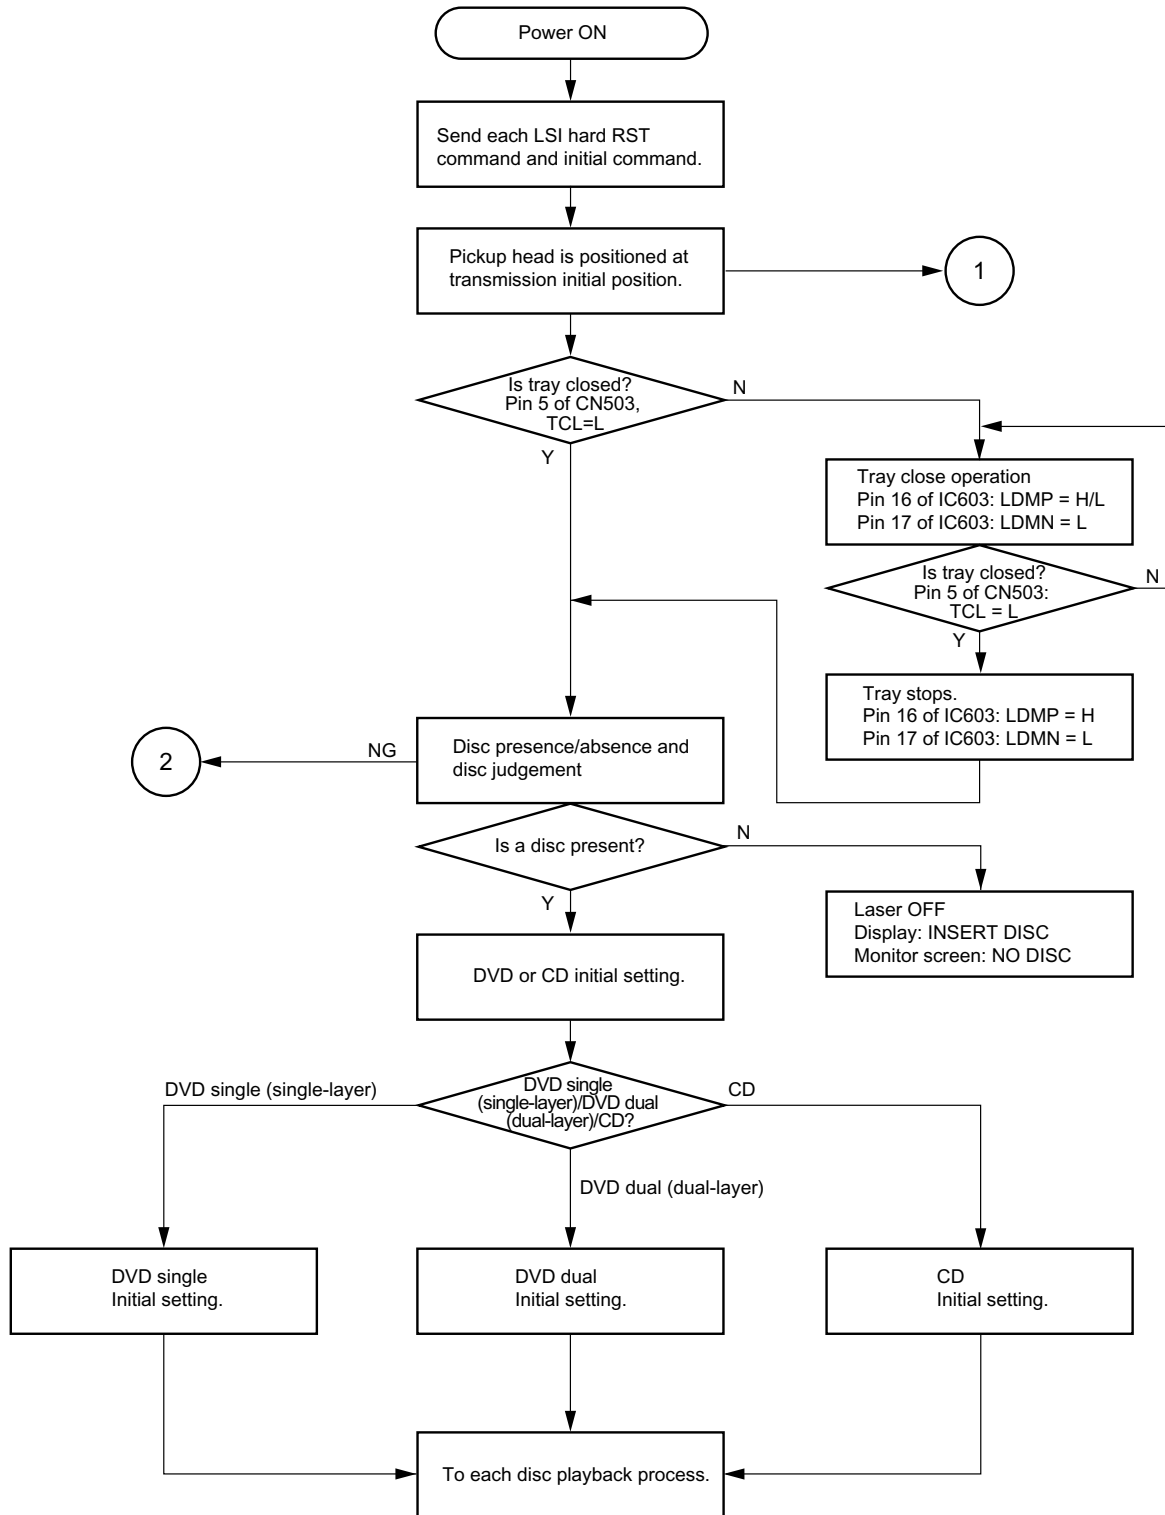 Power ON
Send each LSI hard RST
command and initial command.
Pickup head is positioned at
transmission initial position.
1
Is tray closed?
Pin 5 of CN503,
TCL=L
N
Y
Tray close operation
Pin 16 of IC603: LDMP = H/L
Pin 17 of IC603: LDMN = L
Is tray closed?
Pin 5 of CN503:
TCL = L
N
Y
Tray stops.
Pin 16 of IC603: LDMP = H
Pin 17 of IC603: LDMN = L
Disc presence/absence and
disc judgement
NG
2
Is a disc present?
N
Y
Laser OFF
Display: INSERT DISC
Monitor screen: NO DISC
DVD or CD initial setting.
DVD single (single-layer)
DVD single
(single-layer)/DVD dual
(dual-layer)/CD?
CD
DVD dual (dual-layer)
DVD single
Initial setting.
DVD dual
Initial setting.
CD
Initial setting.
To each disc playback process.